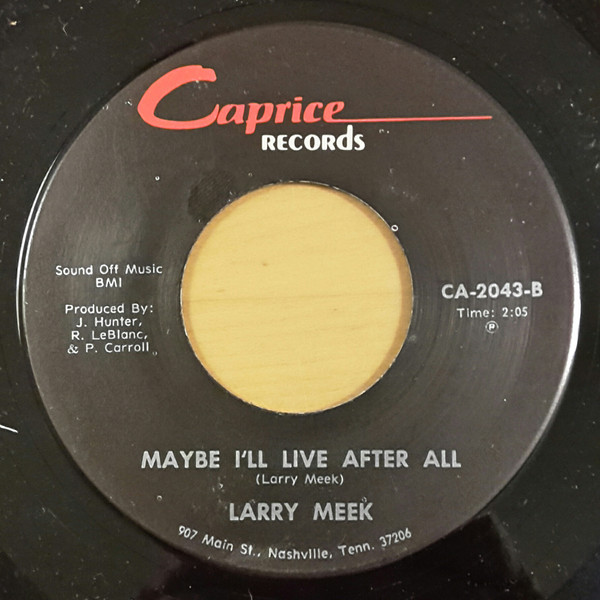 Caprice
RECORdS
Sound Off Music
BMI
Produced By:
J. Hunter,
R. LeBlanc,
& P. Carroll
CA-2043-B
Time: 2:05
Ⓟ
MAYBE I'LL LIVE AFTER ALL
(Larry Meek)
LARRY MEEK
907 Main St., Nashville, Tenn. 37206